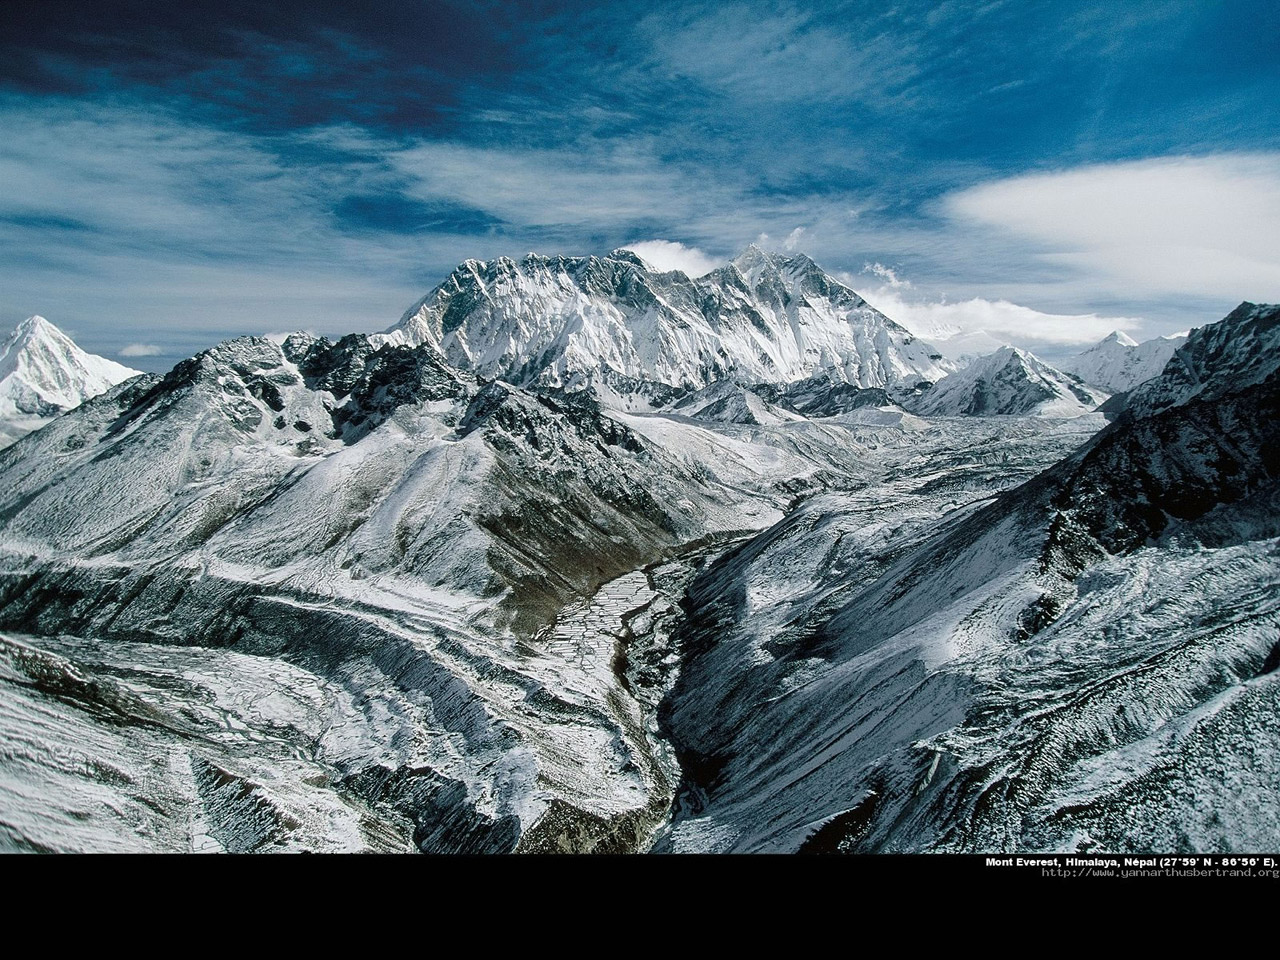 Mont Everest, Himalaya, Népal (27°59' N - 86°56' E).
http://www.yannarthusbertrand.org